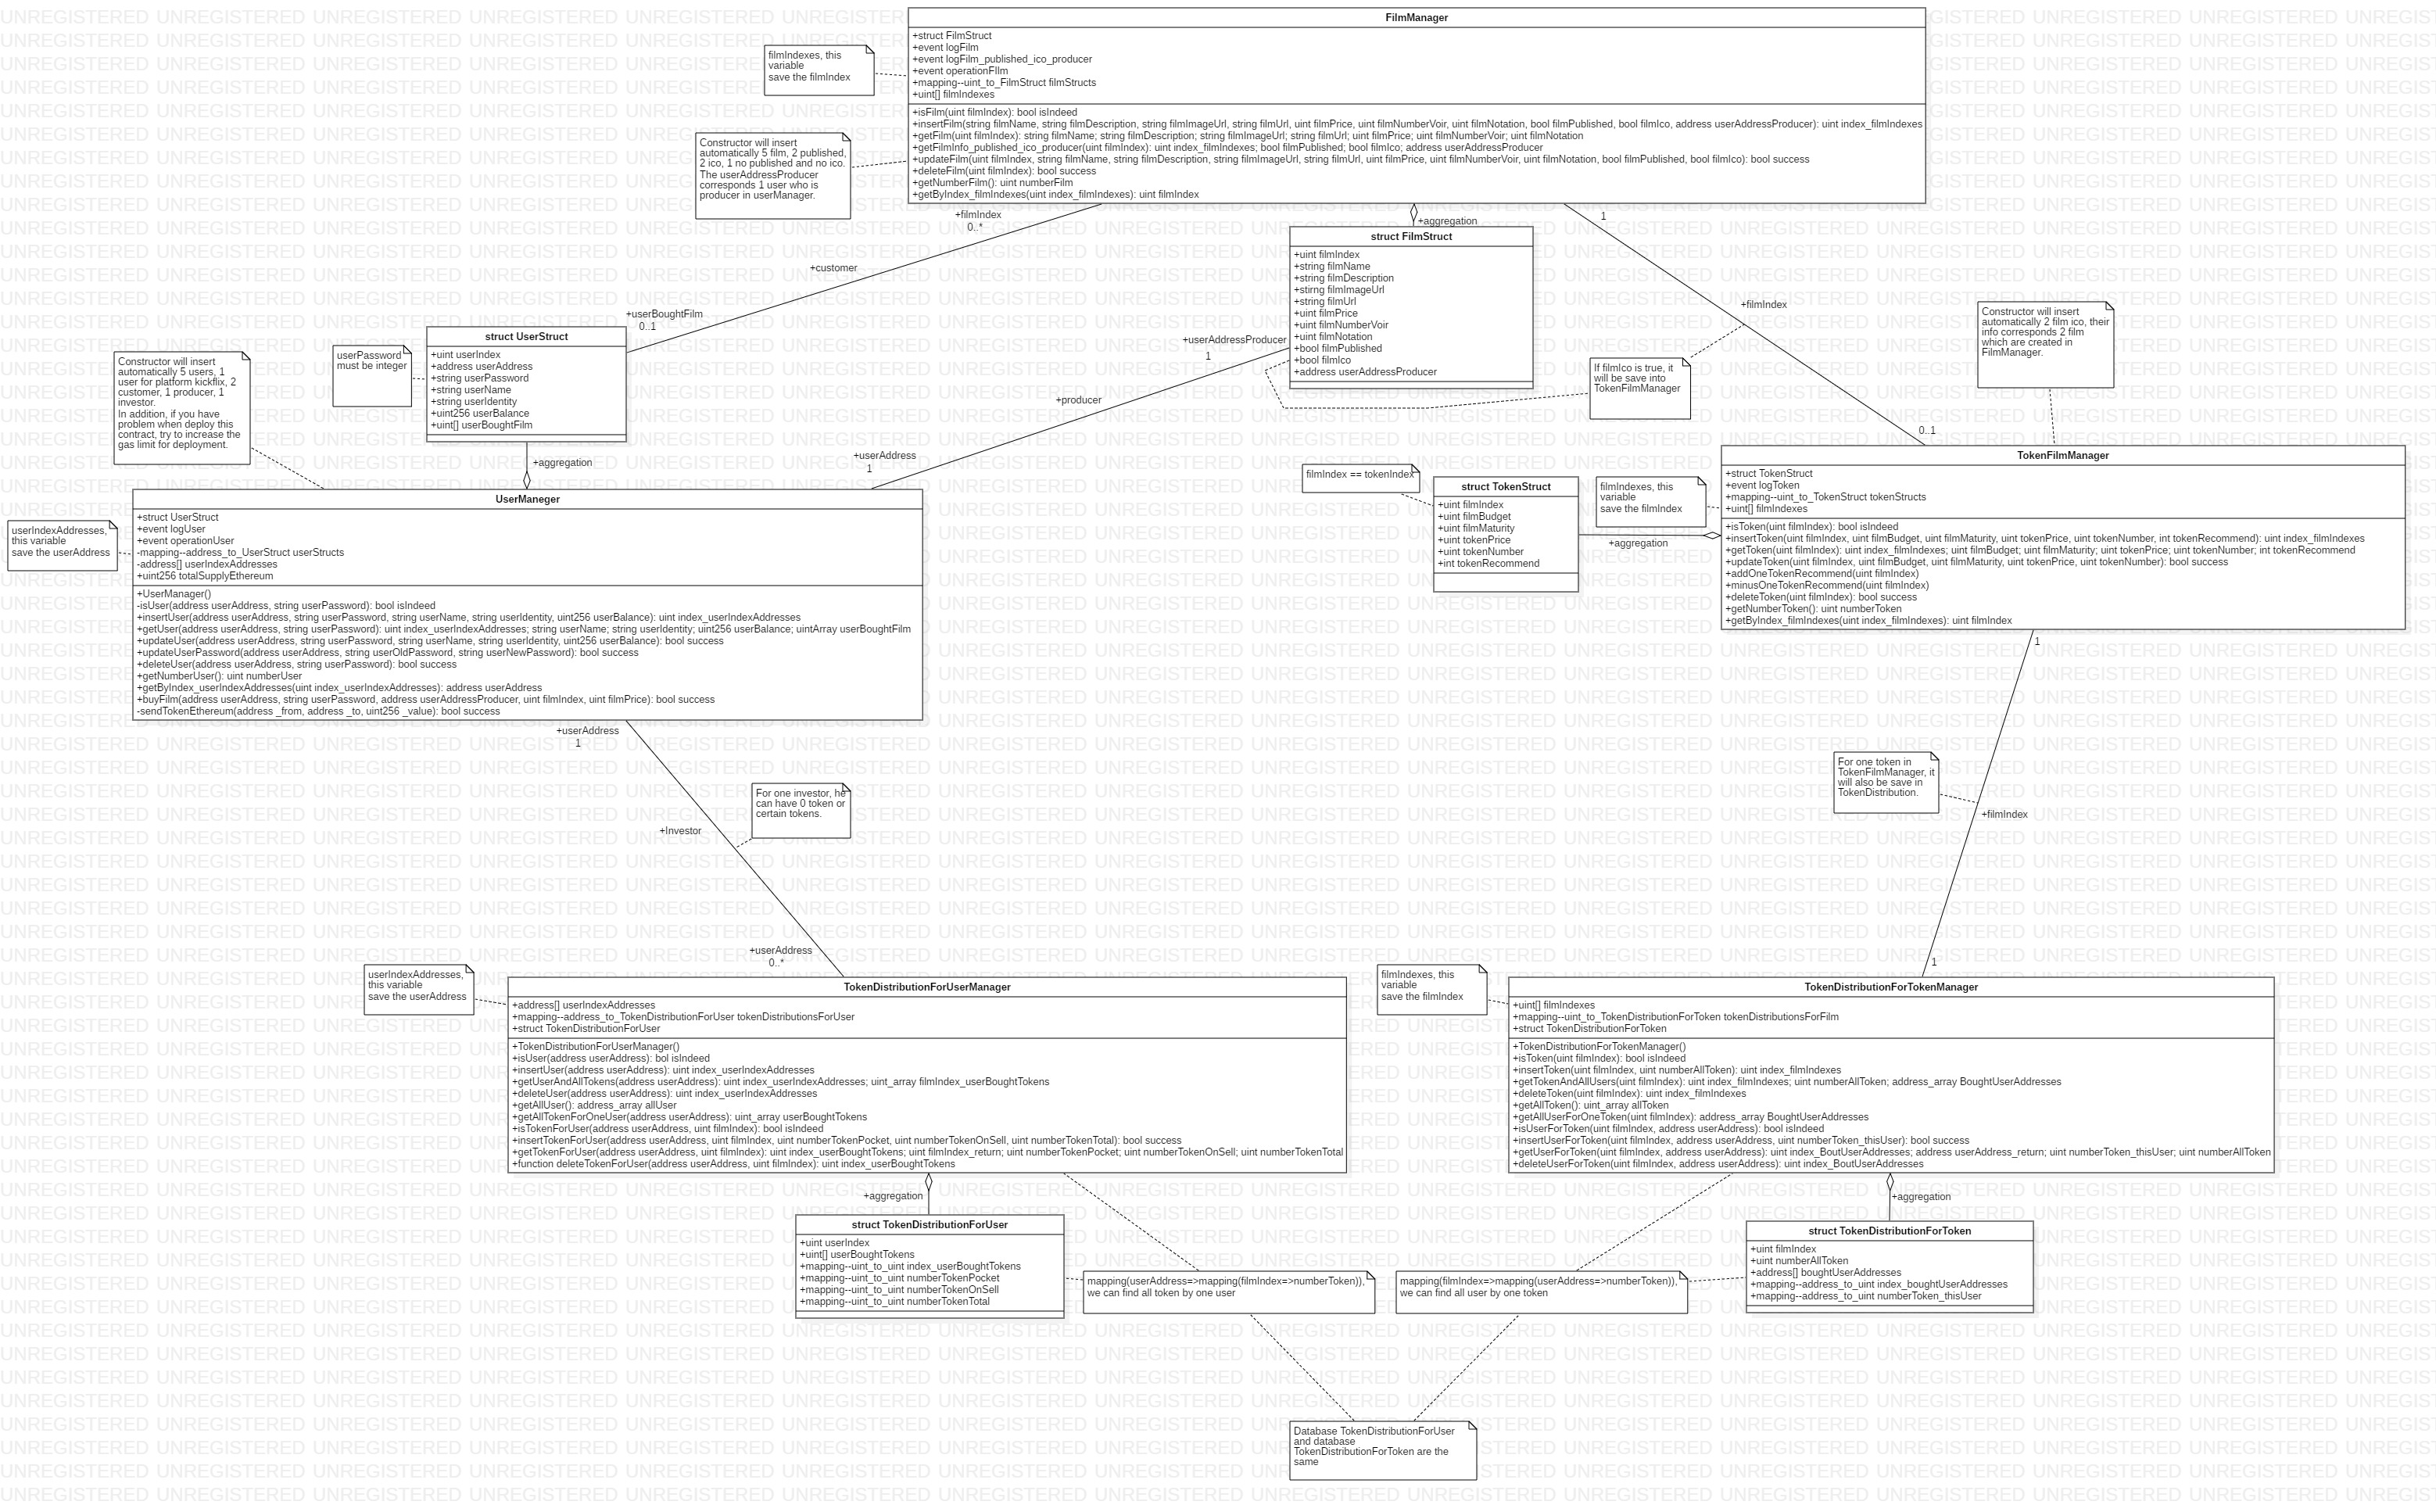 FilmManager
+struct FilmStruct
+event logFilm
+event logFilm_published_ico_producer
+event operationFIlm
+mapping--uint_to_FilmStruct filmStructs
+uint[] filmIndexes
+isFilm(uint filmIndex): bool isIndeed
+insertFilm(string filmName, string filmDescription, string filmImageUrl, string filmUrl, uint filmPrice, uint filmNumberVoir, uint filmNotation, bool filmPublished, bool filmIco, address userAddressProducer): uint index_filmIndexes
+getFilm(uint filmIndex): string filmName; string filmDescription; string filmImageUrl; string filmUrl; uint filmPrice; uint filmNumberVoir; uint filmNotation
+getFilmInfo_published_ico_producer(uint filmIndex): uint index_filmIndexes; bool filmPublished; bool filmIco; address userAddressProducer
+updateFilm(uint filmIndex, string filmName, string filmDescription, string filmImageUrl, string filmUrl, uint filmPrice, uint filmNumberVoir, uint filmNotation, bool filmPublished, bool filmIco): bool success
+deleteFilm(uint filmIndex): bool success
+getNumberFilm(): uint numberFilm
+getByIndex_filmIndexes(uint index_filmIndexes): uint filmIndex
filmIndexes, this
variable
save the filmIndex
Constructor will insert
automatically 5 film, 2 published,
2 ico, 1 no published and no ico.
The userAddressProducer
corresponds 1 user who is
producer in userManager.
+filmIndex
0..*
+customer
+userBoughtFilm
0..1
+aggregation
1
+filmIndex
0..1
struct FilmStruct
+uint filmIndex
+string filmName
+string filmDescription
+stirng filmImageUrl
+string filmUrl
+uint filmPrice
+uint filmNumberVoir
+uint filmNotation
+bool filmPublished
+bool filmIco
+address userAddressProducer
+userAddressProducer
1
+producer
+userAddress
1
If filmIco is true, it
will be save into
TokenFilmManager
Constructor will insert
automatically 2 film ico, their
info corresponds 2 film
which are created in
FilmManager.
struct UserStruct
+uint userIndex
+address userAddress
+string userPassword
+string userName
+string userIdentity
+uint256 userBalance
+uint[] userBoughtFilm
userPassword
must be integer
Constructor will insert
automatically 5 users, 1
user for platform kickflix, 2
customer, 1 producer, 1
investor.
In addition, if you have
problem when deploy this
contract, try to increase the
gas limit for deployment.
+aggregation
userIndexAddresses,
this variable
save the userAddress
UserManeger
+struct UserStruct
+event logUser
+event operationUser
-mapping--address_to_UserStruct userStructs
-address[] userIndexAddresses
+uint256 totalSupplyEthereum
+UserManager()
-isUser(address userAddress, string userPassword): bool isIndeed
+insertUser(address userAddress, string userPassword, string userName, string userIdentity, uint256 userBalance): uint index_userIndexAddresses
+getUser(address userAddress, string userPassword): uint index_userIndexAddresses; string userName; string userIdentity; uint256 userBalance; uintArray userBoughtFilm
+updateUser(address userAddress, string userPassword, string userName, string userIdentity, uint256 userBalance): bool success
+updateUserPassword(address userAddress, string userOldPassword, string userNewPassword): bool success
+deleteUser(address userAddress, string userPassword): bool success
+getNumberUser(): uint numberUser
+getByIndex_userIndexAddresses(uint index_userIndexAddresses): address userAddress
+buyFilm(address userAddress, string userPassword, address userAddressProducer, uint filmIndex, uint filmPrice): bool success
-sendTokenEthereum(address _from, address _to, uint256 _value): bool success
filmIndex == tokenIndex
struct TokenStruct
+uint filmIndex
+uint filmBudget
+uint filmMaturity
+uint tokenPrice
+uint tokenNumber
+int tokenRecommend
filmIndexes, this
variable
save the filmIndex
+aggregation
TokenFilmManager
+struct TokenStruct
+event logToken
+mapping--uint_to_TokenStruct tokenStructs
+uint[] filmIndexes
+isToken(uint filmIndex): bool isIndeed
+insertToken(uint filmIndex, uint filmBudget, uint filmMaturity, uint tokenPrice, uint tokenNumber, int tokenRecommend): uint index_filmIndexes
+getToken(uint filmIndex): uint index_filmIndexes; uint filmBudget; uint filmMaturity; uint tokenPrice; uint tokenNumber; int tokenRecommend
+updateToken(uint filmIndex, uint filmBudget, uint filmMaturity, uint tokenPrice, uint tokenNumber): bool success
+addOneTokenRecommend(uint filmIndex)
+minusOneTokenRecommend(uint filmIndex)
+deleteToken(uint filmIndex): bool success
+getNumberToken(): uint numberToken
+getByIndex_filmIndexes(uint index_filmIndexes): uint filmIndex
+userAddress
1
For one investor, he
can have 0 token or
certain tokens.
+Investor
+userAddress
0..*
1
For one token in
TokenFilmManager, it
will also be save in
TokenDistribution.
+filmIndex
1
userIndexAddresses,
this variable
save the userAddress
TokenDistributionForUserManager
+address[] userIndexAddresses
+mapping--address_to_TokenDistributionForUser tokenDistributionsForUser
+struct TokenDistributionForUser
+TokenDistributionForUserManager()
+isUser(address userAddress): bol isIndeed
+insertUser(address userAddress): uint index_userIndexAddresses
+getUserAndAllTokens(address userAddress): uint index_userIndexAddresses; uint_array filmIndex_userBoughtTokens
+deleteUser(address userAddress): uint index_userIndexAddresses
+getAllUser(): address_array allUser
+getAllTokenForOneUser(address userAddress): uint_array userBoughtTokens
+isTokenForUser(address userAddress, uint filmIndex): bool isIndeed
+insertTokenForUser(address userAddress, uint filmIndex, uint numberTokenPocket, uint numberTokenOnSell, uint numberTokenTotal): bool success
+getTokenForUser(address userAddress, uint filmIndex): uint index_userBoughtTokens; uint filmIndex_return; uint numberTokenPocket; uint numberTokenOnSell; uint numberTokenTotal
+function deleteTokenForUser(address userAddress, uint filmIndex): uint index_userBoughtTokens
filmIndexes, this
variable
save the filmIndex
TokenDistributionForTokenManager
+uint[] filmIndexes
+mapping--uint_to_TokenDistributionForToken tokenDistributionsForFilm
+struct TokenDistributionForToken
+TokenDistributionForTokenManager()
+isToken(uint filmIndex): bool isIndeed
+insertToken(uint filmIndex, uint numberAllToken): uint index_filmIndexes
+getTokenAndAllUsers(uint filmIndex): uint index_filmIndexes; uint numberAllToken; address_array BoughtUserAddresses
+deleteToken(uint filmIndex): uint index_filmIndexes
+getAllToken(): uint_array allToken
+getAllUserForOneToken(uint filmIndex): address_array BoughtUserAddresses
+isUserForToken(uint filmIndex, address userAddress): bool isIndeed
+insertUserForToken(uint filmIndex, address userAddress, uint numberToken_thisUser): bool success
+getUserForToken(uint filmIndex, address userAddress): uint index_BoutUserAddresses; address userAddress_return; uint numberToken_thisUser; uint numberAllToken
+deleteUserForToken(uint filmIndex, address userAddress): uint index_BoutUserAddresses
+aggregation
struct TokenDistributionForUser
+uint userIndex
+uint[] userBoughtTokens
+mapping--uint_to_uint index_userBoughtTokens
+mapping--uint_to_uint numberTokenPocket
+mapping--uint_to_uint numberTokenOnSell
+mapping--uint_to_uint numberTokenTotal
mapping(userAddress=>mapping(filmIndex=>numberToken)),
we can find all token by one user
mapping(filmIndex=>mapping(userAddress=>numberToken)),
we can find all user by one token
+aggregation
struct TokenDistributionForToken
+uint filmIndex
+uint numberAllToken
+address[] boughtUserAddresses
+mapping--address_to_uint index_boughtUserAddresses
+mapping--address_to_uint numberToken_thisUser
Database TokenDistributionForUser
and database
TokenDistributionForToken are the
same